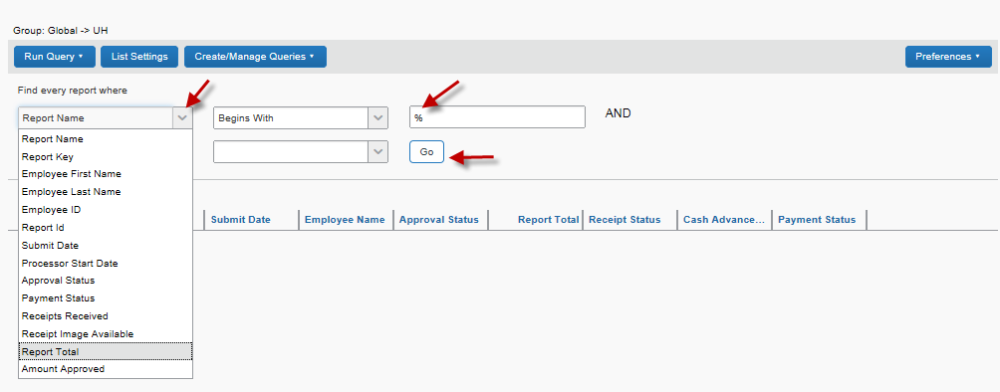 Group: Global -> UH
Run Query List Settings Create/Manage Queries Preferences
Find every report where
Report Name Begins With % AND
Go
Report Name
Report Key
Employee First Name
Employee Last Name
Employee ID
Report Id
Submit Date
Processor Start Date
Approval Status
Payment Status
Receipts Received
Receipt Image Available
Report Total
Amount Approved
Submit Date Employee Name Approval Status Report Total Receipt Status Cash Advance... Payment Status